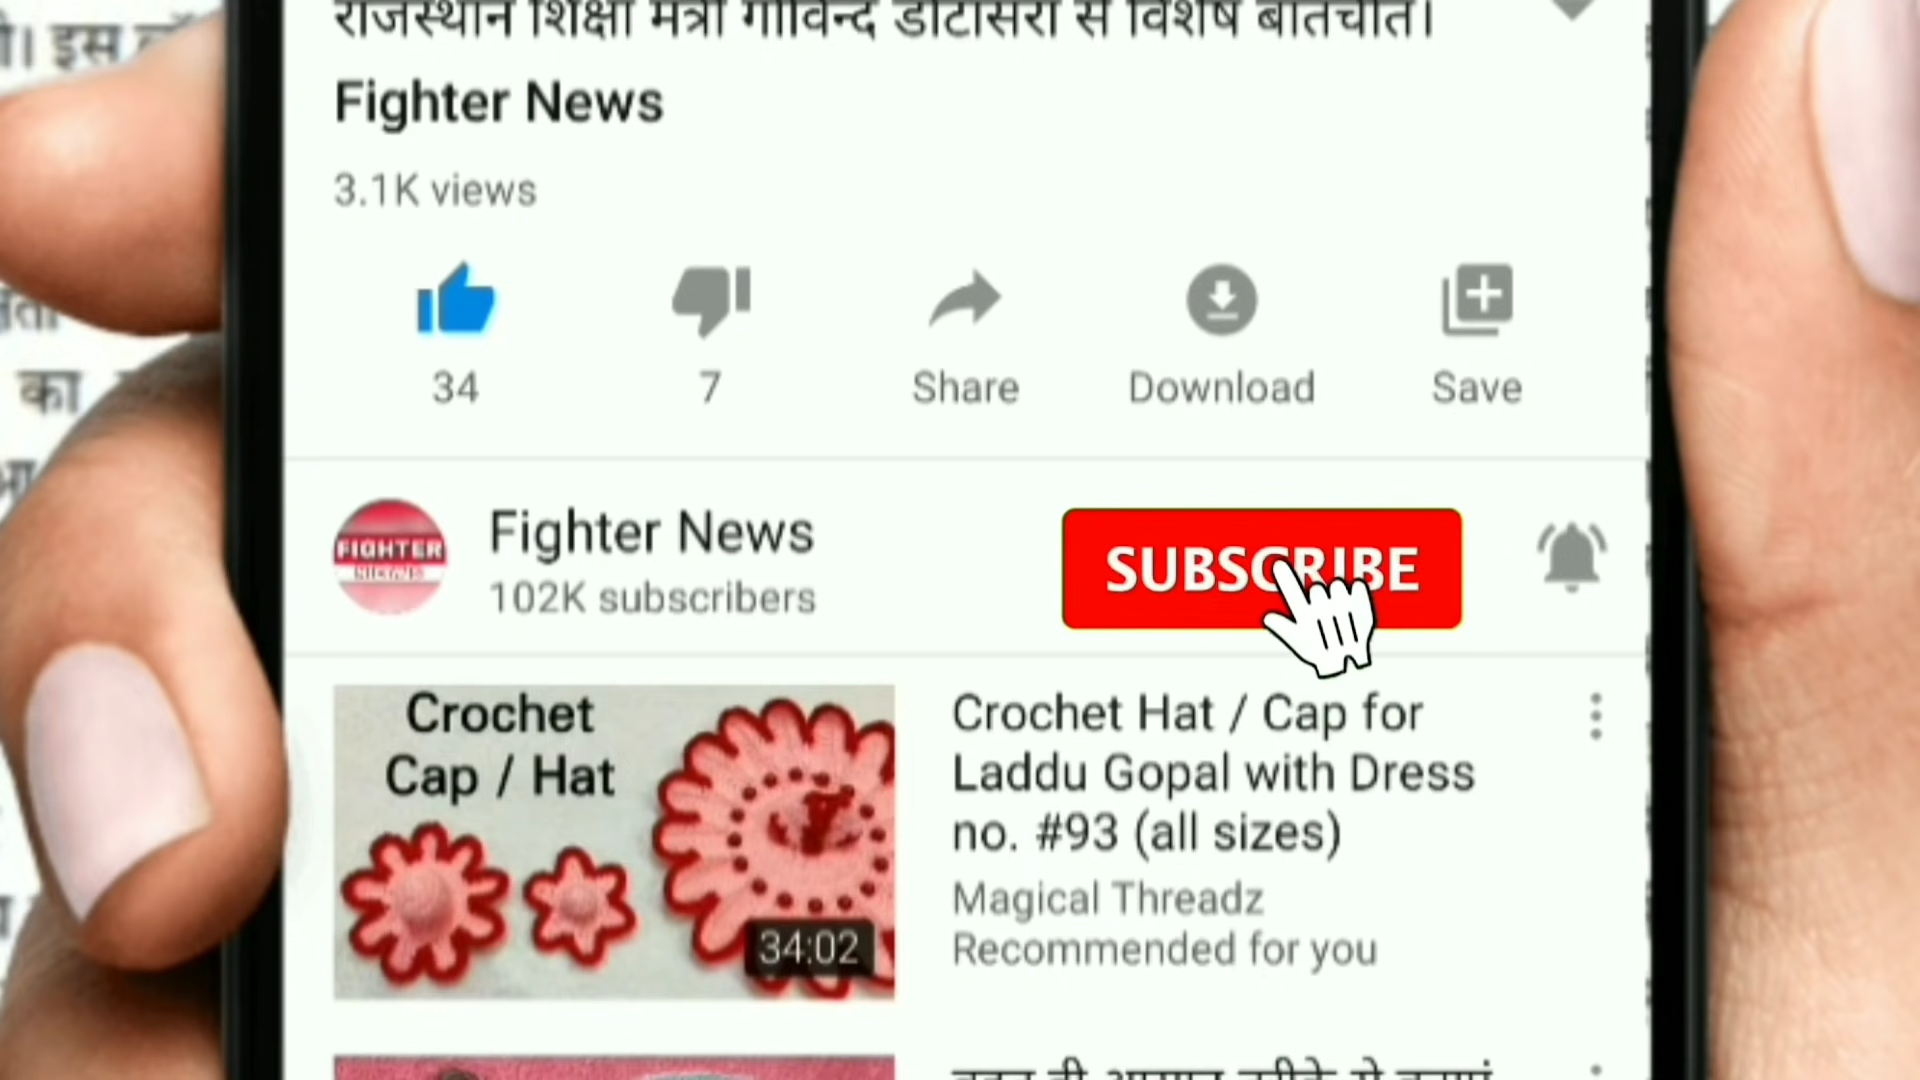 राजस्थान शिक्षा मंत्री गोविन्द डोटासरा से विशेष बातचीत।
Fighter News
3.1K views
34
7
Share
Download
Save
FIGHTER
Fighter News
102K subscribers
SUBSCRIBE
Crochet
Cap / Hat
34:02
Crochet Hat / Cap for
Laddu Gopal with Dress
no. #93 (all sizes)
Magical Threadz
Recommended for you
इस
का